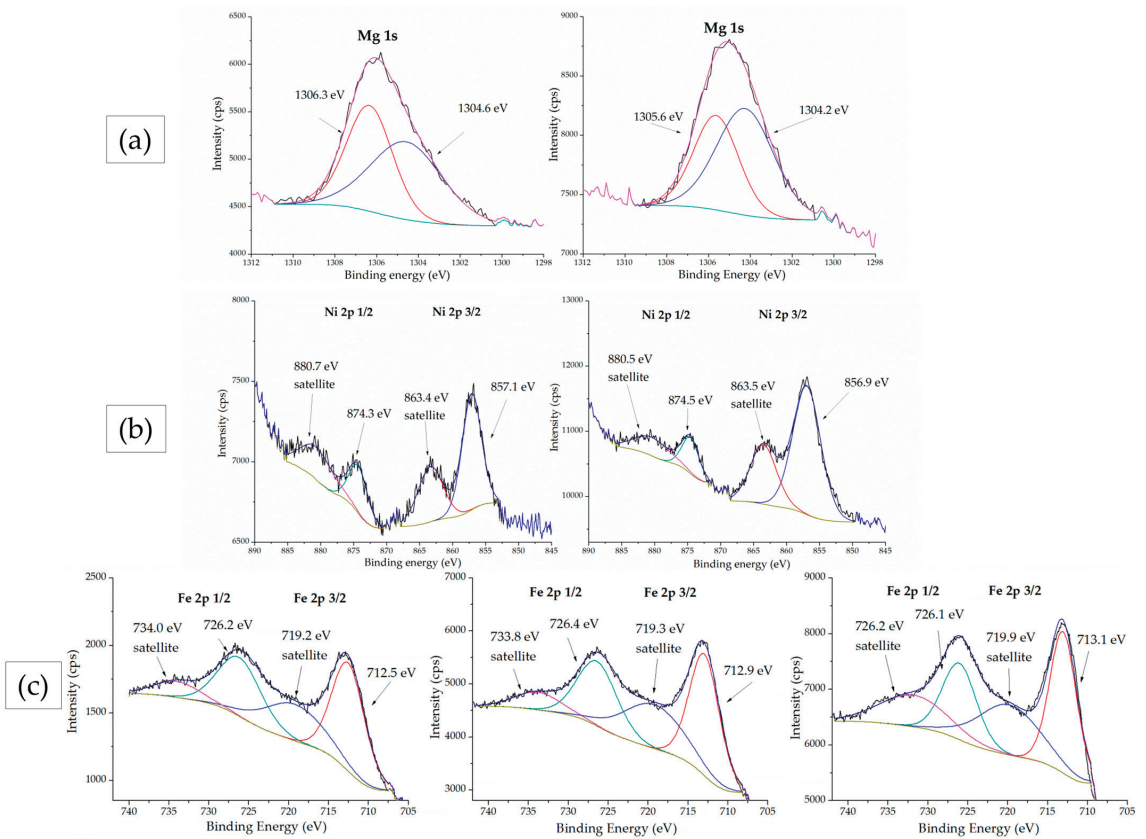 (a)
Mg 1s
1306.3 eV
1304.6 eV
Intensity (cps)
6500
6000
5500
5000
4500
4000
1312 1310 1308 1306 1304 1302 1300 1298
Binding energy (eV)
Mg 1s
1305.6 eV
1304.2 eV
Intensity (cps)
9000
8500
8000
7500
7000
1312 1310 1308 1306 1304 1302 1300 1298
Binding Energy (eV)
(b)
Ni 2p 1/2
Ni 2p 3/2
880.7 eV
satellite
874.3 eV
863.4 eV
satellite
857.1 eV
Intensity (cps)
8000
7500
7000
6500
890 885 880 875 870 865 860 855 850 845
Binding energy (eV)
Ni 2p 1/2
Ni 2p 3/2
880.5 eV
satellite
874.5 eV
863.5 eV
satellite
856.9 eV
Intensity (cps)
13000
12000
11000
10000
890 885 880 875 870 865 860 855 850 845
Binding energy (eV)
(c)
Fe 2p 1/2
Fe 2p 3/2
734.0 eV
satellite
726.2 eV
719.2 eV
satellite
712.5 eV
Intensity (cps)
2500
2000
1500
1000
740 735 730 725 720 715 710 705
Binding Energy (eV)
Fe 2p 1/2
Fe 2p 3/2
733.8 eV
satellite
726.4 eV
719.3 eV
satellite
712.9 eV
Intensity (cps)
7000
6000
5000
4000
3000
740 735 730 725 720 715 710 705
Binding Energy (eV)
Fe 2p 1/2
Fe 2p 3/2
726.2 eV
satellite
726.1 eV
719.9 eV
satellite
713.1 eV
Intensity (cps)
9000
8000
7000
6000
5000
740 735 730 725 720 715 710 705
Binding Energy (eV)